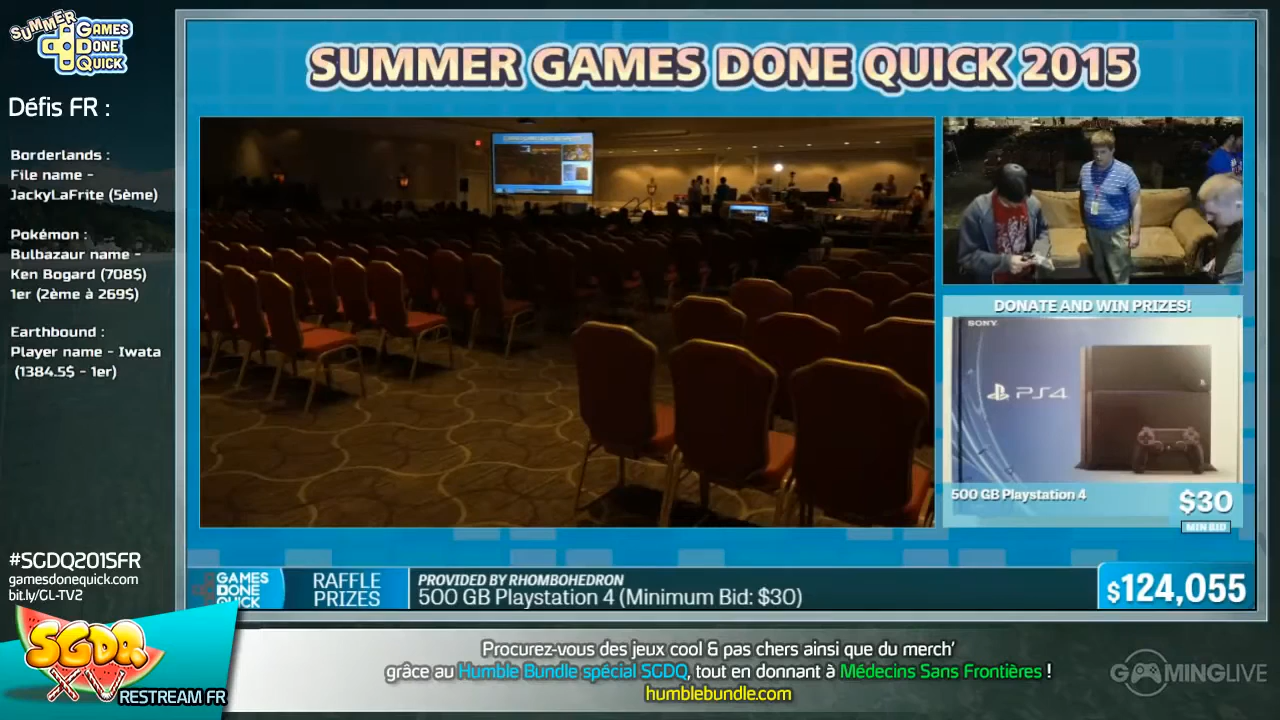 SUMMER
GAMES
DONE
QUICK
Défis FR :
Borderlands :
File name -
JackyLaFrite (5ème)
Pokémon :
Bulbazaur name -
Ken Bogard (708$)
1er (2ème à 269$)
Earthbound :
Player name - Iwata
(1384.5$ - 1er)
#SGDQ2015FR
gamesdonequick.com
bit.ly/GL-TV2
SGDQ
XV
RESTREAM FR
SUMMER GAMES DONE QUICK 2015
DONATE AND WIN PRIZES!
SONY
PS4
500 GB Playstation 4
$30
MIN BID
GAMES
DONE
QUICK
RAFFLE
PRIZES
PROVIDED BY RHOMBOHEDRON
500 GB Playstation 4 (Minimum Bid: $30)
$124,055
Procurez-vous des jeux cool & pas chers ainsi que du merch'
grâce au Humble Bundle spécial SGDQ, tout en donnant à Médecins Sans Frontières !
humblebundle.com
GAMINGLIVE